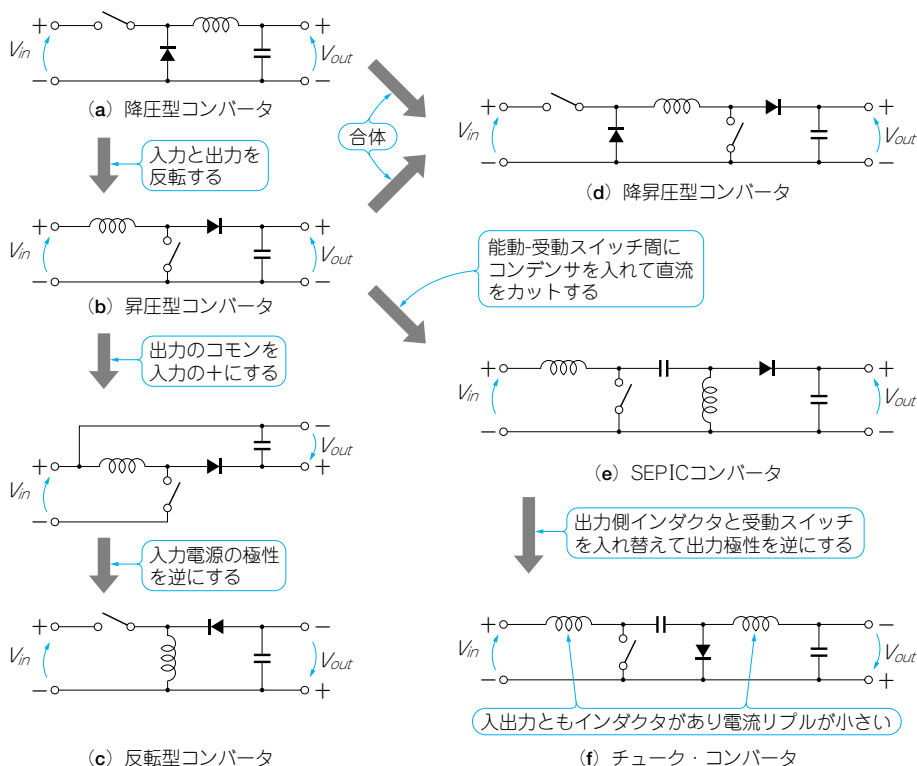 + Vin − + Vout −
(a) 降圧型コンバータ
入力と出力を
反転する
合体
+ Vin − + Vout −
(b) 昇圧型コンバータ
出力のコモンを
入力の＋にする
− Vout +
+ Vin −
入力電源の極性
を逆にする
+ Vin − − Vout +
(c) 反転型コンバータ
+ Vin − + Vout −
(d) 降昇圧型コンバータ
能動-受動スイッチ間に
コンデンサを入れて直流
をカットする
+ Vin − + Vout −
(e) SEPICコンバータ
出力側インダクタと受動スイッチ
を入れ替えて出力極性を逆にする
+ Vin − − Vout +
入出力ともインダクタがあり電流リプルが小さい
(f) チューク・コンバータ